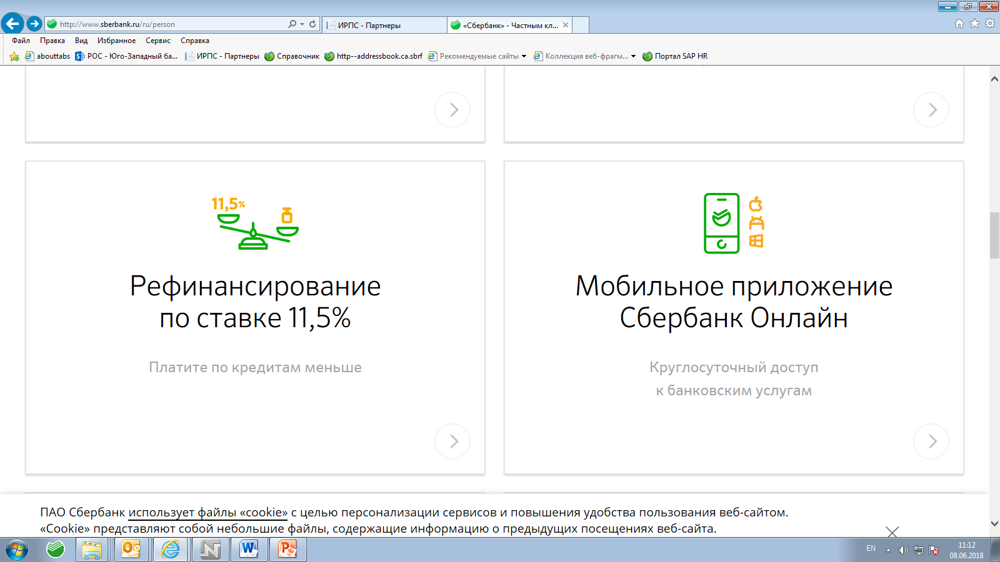 http://www.sberbank.ru/ru/person
ИРПС - Партнеры
«Сбербанк» - Частным кл...
Файл Правка Вид Избранное Сервис Справка
abouttabs РОС - Юго-Западный ба... ИРПС - Партнеры Справочник http--addressbook.ca.sbrf Рекомендуемые сайты Коллекция веб-фрагм... Портал SAP HR
11,5%
Рефинансирование
по ставке 11,5%
Платите по кредитам меньше
Мобильное приложение
Сбербанк Онлайн
Круглосуточный доступ
к банковским услугам
ПАО Сбербанк использует файлы «cookie» с целью персонализации сервисов и повышения удобства пользования веб-сайтом.
«Cookie» представляют собой небольшие файлы, содержащие информацию о предыдущих посещениях веб-сайта.
EN
11:12
08.06.2018